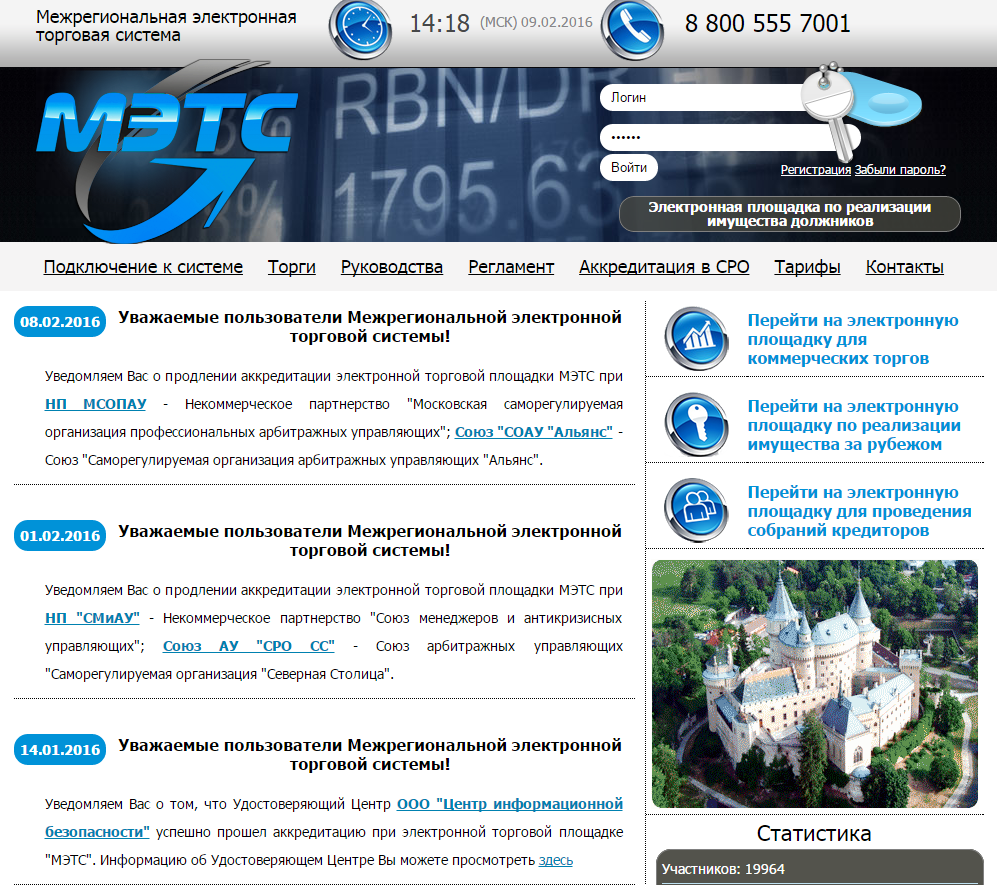 Межрегиональная электронная
торговая система
14:18 (МСК) 09.02.2016
8 800 555 7001
МЭТС
RBN/DR
1795.63
Логин
••••••
Войти
Регистрация Забыли пароль?
Электронная площадка по реализации
имущества должников
Подключение к системе Торги Руководства Регламент Аккредитация в СРО Тарифы Контакты
08.02.2016
Уважаемые пользователи Межрегиональной электронной
торговой системы!
Уведомляем Вас о продлении аккредитации электронной торговой площадки МЭТС при
НП МСОПАУ - Некоммерческое партнерство "Московская саморегулируемая
организация профессиональных арбитражных управляющих"; Союз "СОАУ "Альянс" -
Союз "Саморегулируемая организация арбитражных управляющих "Альянс".
01.02.2016
Уважаемые пользователи Межрегиональной электронной
торговой системы!
Уведомляем Вас о продлении аккредитации электронной торговой площадки МЭТС при
НП "СМиАУ" - Некоммерческое партнерство "Союз менеджеров и антикризисных
управляющих"; Союз АУ "СРО СС" - Союз арбитражных управляющих
"Саморегулируемая организация "Северная Столица".
14.01.2016
Уважаемые пользователи Межрегиональной электронной
торговой системы!
Уведомляем Вас о том, что Удостоверяющий Центр ООО "Центр информационной
безопасности" успешно прошел аккредитацию при электронной торговой площадке
"МЭТС". Информацию об Удостоверяющем Центре Вы можете просмотреть здесь
Перейти на электронную
площадку для
коммерческих торгов
Перейти на электронную
площадку по реализации
имущества за рубежом
Перейти на электронную
площадку для проведения
собраний кредиторов
Статистика
Участников: 19964